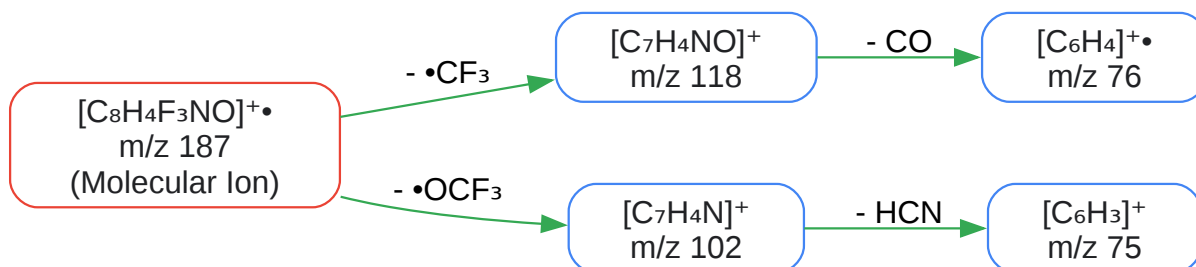 [C₈H₄F₃NO]⁺•
m/z 187
(Molecular Ion)
- •CF₃
[C₇H₄NO]⁺
m/z 118
- CO
[C₆H₄]⁺•
m/z 76
- •OCF₃
[C₇H₄N]⁺
m/z 102
- HCN
[C₆H₃]⁺
m/z 75